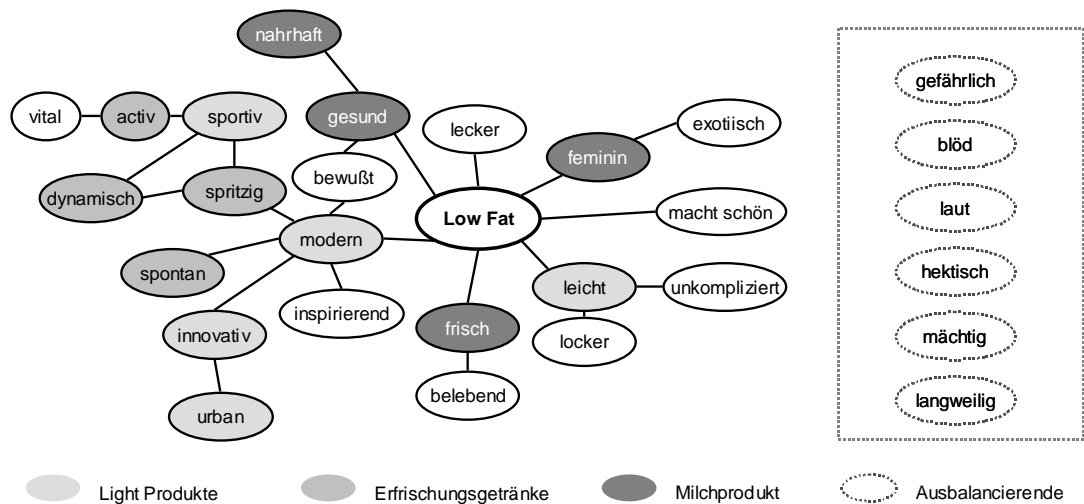 nahrhaft
vital
activ
sportiv
gesund
lecker
exotiisch
feminin
dynamisch
spritzig
bewußt
Low Fat
macht schön
modern
spontan
leicht
unkompliziert
inspirierend
innovativ
frisch
locker
belebend
urban
gefährlich
blöd
laut
hektisch
mächtig
langweilig
Light Produkte
Erfrischungsgetränke
Milchprodukt
Ausbalancierende